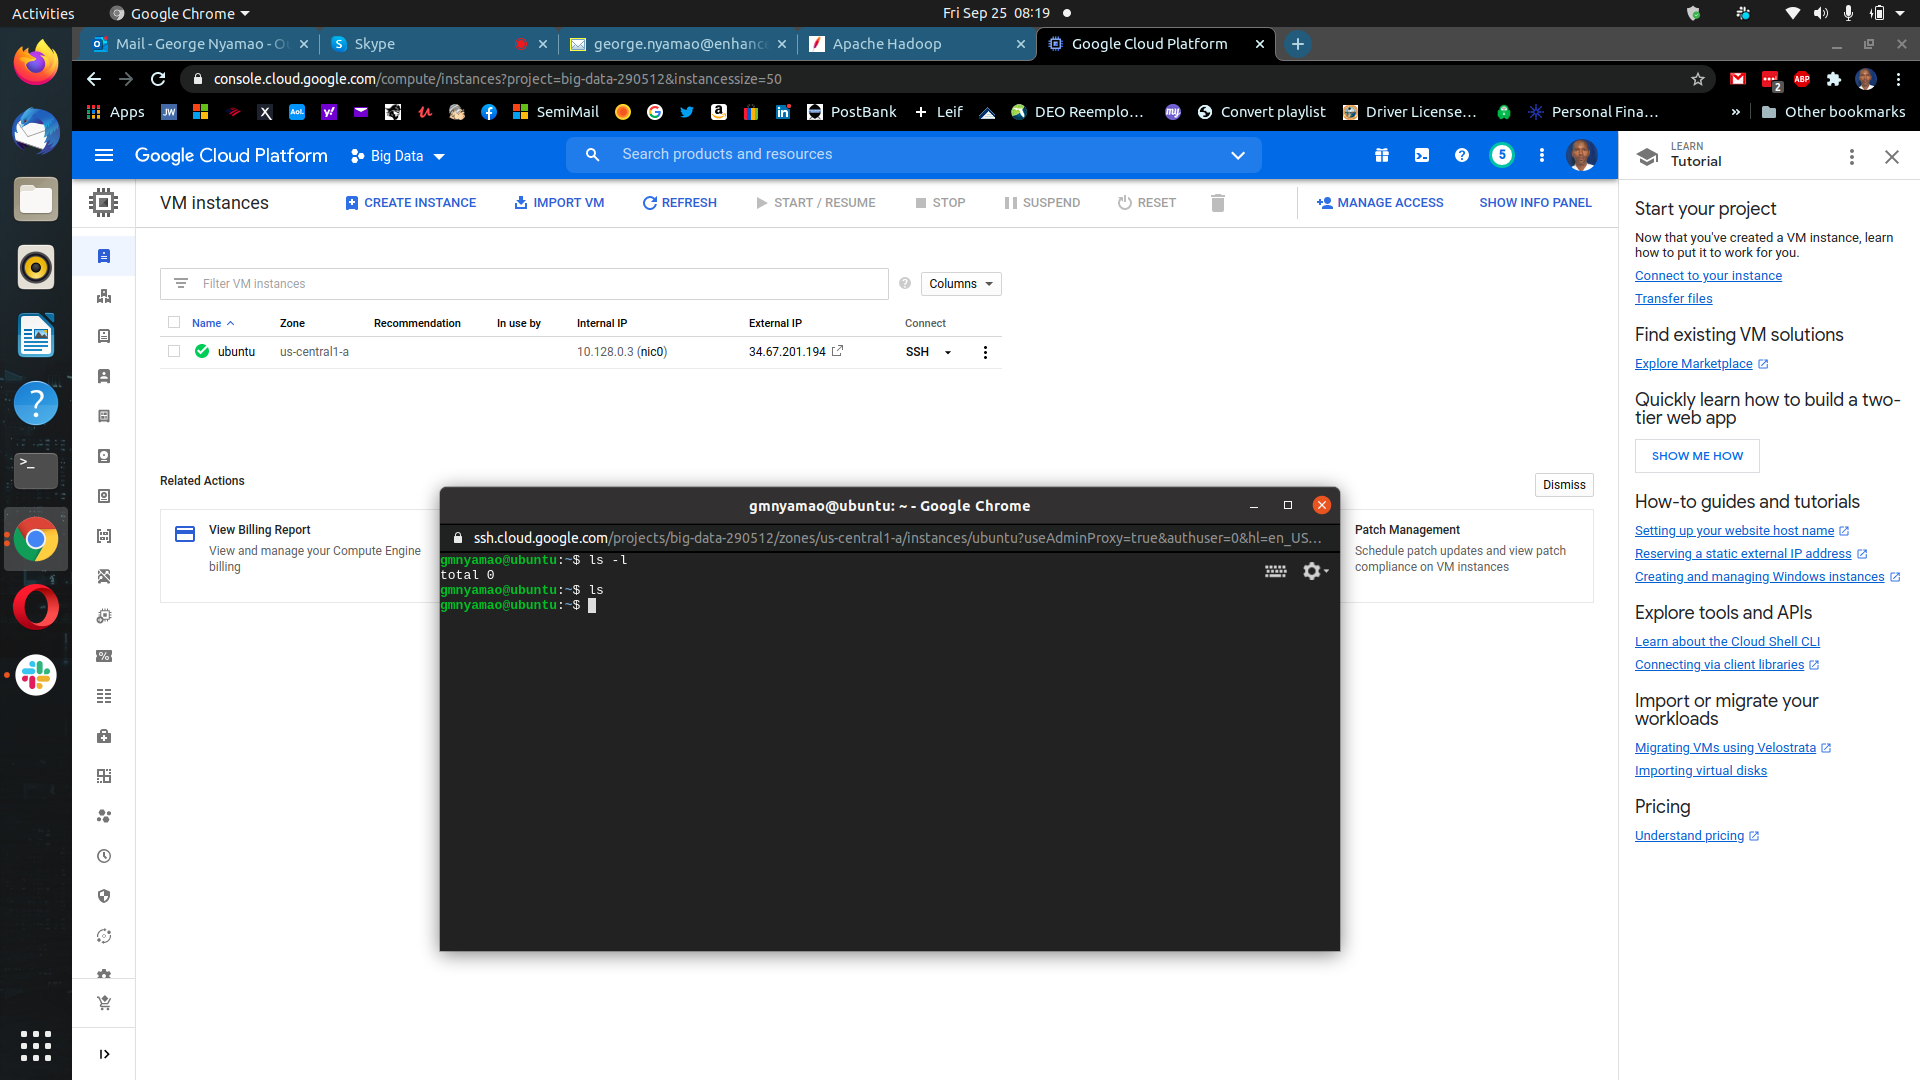 Activities
Google Chrome
Fri Sep 25 08:19
Mail - George Nyamao - Ou
Skype
george.nyamao@enhanc
Apache Hadoop
Google Cloud Platform
console.cloud.google.com/compute/instances?project=big-data-290512&instancessize=50
2
ABP
Apps
JW
Aol.
SemiMail
PostBank
Leif
DEO Reemplo...
my
Convert playlist
Driver License...
Personal Fina...
»
Other bookmarks
Google Cloud Platform
Big Data
Search products and resources
5
LEARN
Tutorial
VM instances
CREATE INSTANCE
IMPORT VM
REFRESH
START / RESUME
STOP
SUSPEND
RESET
MANAGE ACCESS
SHOW INFO PANEL
Filter VM instances
Columns
Name
Zone
Recommendation
In use by
Internal IP
External IP
Connect
ubuntu
us-central1-a
10.128.0.3 (nic0)
34.67.201.194
SSH
Related Actions
Dismiss
View Billing Report
View and manage your Compute Engine
billing
Patch Management
Schedule patch updates and view patch
compliance on VM instances
gmnyamao@ubuntu: ~ - Google Chrome
ssh.cloud.google.com/projects/big-data-290512/zones/us-central1-a/instances/ubuntu?useAdminProxy=true&authuser=0&hl=en_US...
gmnyamao@ubuntu:~$ ls -l
total 0
gmnyamao@ubuntu:~$ ls
gmnyamao@ubuntu:~$
Start your project
Now that you've created a VM instance, learn
how to put it to work for you.
Connect to your instance
Transfer files
Find existing VM solutions
Explore Marketplace
Quickly learn how to build a two-
tier web app
SHOW ME HOW
How-to guides and tutorials
Setting up your website host name
Reserving a static external IP address
Creating and managing Windows instances
Explore tools and APIs
Learn about the Cloud Shell CLI
Connecting via client libraries
Import or migrate your
workloads
Migrating VMs using Velostrata
Importing virtual disks
Pricing
Understand pricing